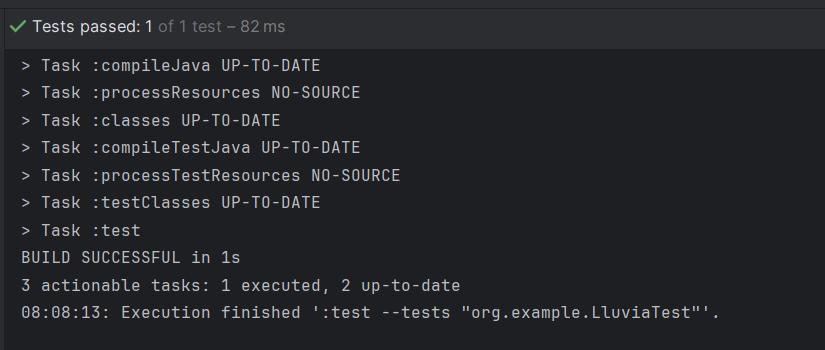 Tests passed: 1 of 1 test – 82 ms
> Task :compileJava UP-TO-DATE
> Task :processResources NO-SOURCE
> Task :classes UP-TO-DATE
> Task :compileTestJava UP-TO-DATE
> Task :processTestResources NO-SOURCE
> Task :testClasses UP-TO-DATE
> Task :test
BUILD SUCCESSFUL in 1s
3 actionable tasks: 1 executed, 2 up-to-date
08:08:13: Execution finished ':test --tests "org.example.LluviaTest"'.